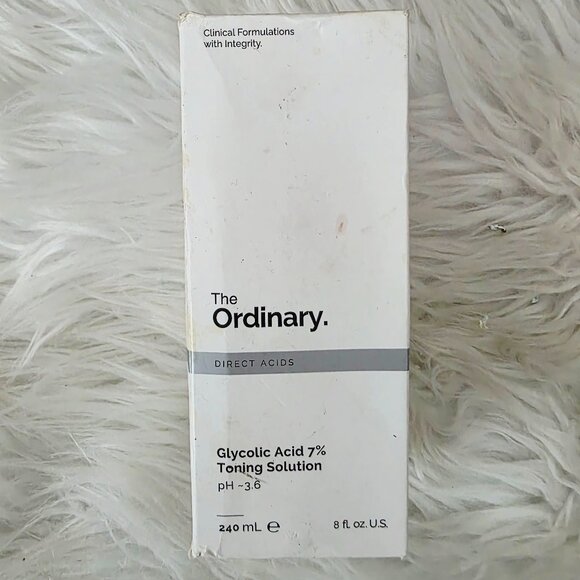 Clinical Formulations
with Integrity.
The
Ordinary.
DIRECT ACIDS
Glycolic Acid 7%
Toning Solution
pH ~3.6
240 mL ℮ 8 fl. oz. U.S.